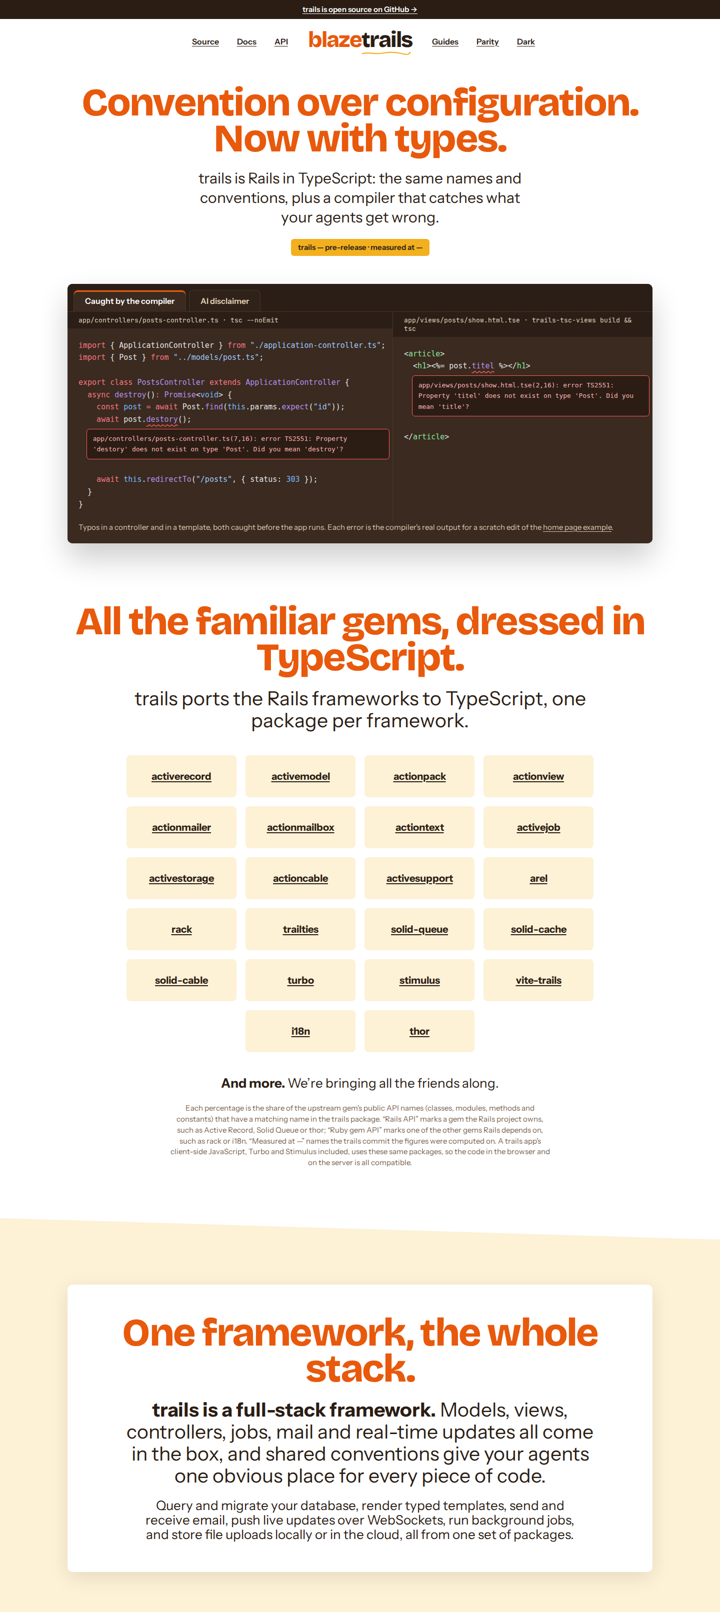 trails is open source on GitHub →
Source Docs API blazetrails Guides Parity Dark
Convention over configuration.
Now with types.
trails is Rails in TypeScript: the same names and
conventions, plus a compiler that catches what
your agents get wrong.
trails — pre-release · measured at —
Caught by the compiler AI disclaimer
app/controllers/posts-controller.ts · tsc --noEmit
import { ApplicationController } from "./application-controller.ts";
import { Post } from "../models/post.ts";
export class PostsController extends ApplicationController {
async destroy(): Promise<void> {
const post = await Post.find(this.params.expect("id"));
await post.destory();
app/controllers/posts-controller.ts(7,16): error TS2551: Property
'destory' does not exist on type 'Post'. Did you mean 'destroy'?
await this.redirectTo("/posts", { status: 303 });
}
}
app/views/posts/show.html.tse · trails-tsc-views build &&
tsc
<article>
<h1><%= post.titel %></h1>
app/views/posts/show.html.tse(2,16): error TS2551:
Property 'titel' does not exist on type 'Post'. Did you
mean 'title'?
</article>
Typos in a controller and in a template, both caught before the app runs. Each error is the compiler's real output for a scratch edit of the home page example.
All the familiar gems, dressed in
TypeScript.
trails ports the Rails frameworks to TypeScript, one
package per framework.
activerecord activemodel actionpack actionview
actionmailer actionmailbox actiontext activejob
activestorage actioncable activesupport arel
rack trailties solid-queue solid-cache
solid-cable turbo stimulus vite-trails
i18n thor
And more. We're bringing all the friends along.
Each percentage is the share of the upstream gem's public API names (classes, modules, methods and
constants) that have a matching name in the trails package. "Rails API" marks a gem the Rails project owns,
such as Active Record, Solid Queue or thor; "Ruby gem API" marks one of the other gems Rails depends on,
such as rack or i18n. "Measured at —" names the trails commit the figures were computed on. A trails app's
client-side JavaScript, Turbo and Stimulus included, uses these same packages, so the code in the browser and
on the server is all compatible.
One framework, the whole
stack.
trails is a full-stack framework. Models, views,
controllers, jobs, mail and real-time updates all come
in the box, and shared conventions give your agents
one obvious place for every piece of code.
Query and migrate your database, render typed templates, send and
receive email, push live updates over WebSockets, run background jobs,
and store file uploads locally or in the cloud, all from one set of packages.